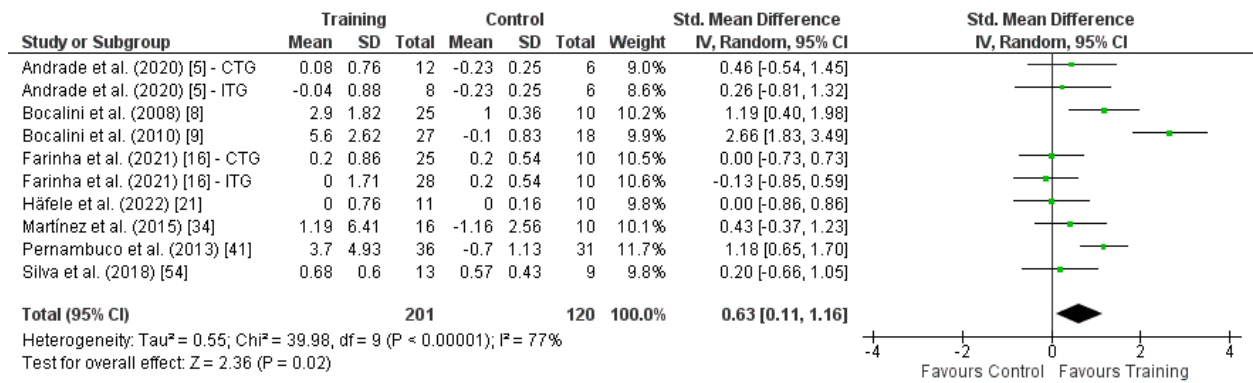 Training Control Std. Mean Difference Std. Mean Difference
Study or Subgroup Mean SD Total Mean SD Total Weight IV, Random, 95% CI IV, Random, 95% CI
Andrade et al. (2020) [5] - CTG 0.08 0.76 12 -0.23 0.25 6 9.0% 0.46 [-0.54, 1.45]
Andrade et al. (2020) [5] - ITG -0.04 0.88 8 -0.23 0.25 6 8.6% 0.26 [-0.81, 1.32]
Bocalini et al. (2008) [8] 2.9 1.82 25 1 0.36 10 10.2% 1.19 [0.40, 1.98]
Bocalini et al. (2010) [9] 5.6 2.62 27 -0.1 0.83 18 9.9% 2.66 [1.83, 3.49]
Farinha et al. (2021) [16] - CTG 0.2 0.86 25 0.2 0.54 10 10.5% 0.00 [-0.73, 0.73]
Farinha et al. (2021) [16] - ITG 0 1.71 28 0.2 0.54 10 10.6% -0.13 [-0.85, 0.59]
Häfele et al. (2022) [21] 0 0.76 11 0 0.16 10 9.8% 0.00 [-0.86, 0.86]
Martínez et al. (2015) [34] 1.19 6.41 16 -1.16 2.56 10 10.1% 0.43 [-0.37, 1.23]
Pernambuco et al. (2013) [41] 3.7 4.93 36 -0.7 1.13 31 11.7% 1.18 [0.65, 1.70]
Silva et al. (2018) [54] 0.68 0.6 13 0.57 0.43 9 9.8% 0.20 [-0.66, 1.05]
Total (95% CI) 201 120 100.0% 0.63 [0.11, 1.16]
Heterogeneity: Tau² = 0.55; Chi² = 39.98, df = 9 (P < 0.00001); I² = 77%
Test for overall effect: Z = 2.36 (P = 0.02)
-4 -2 0 2 4
Favours Control Favours Training